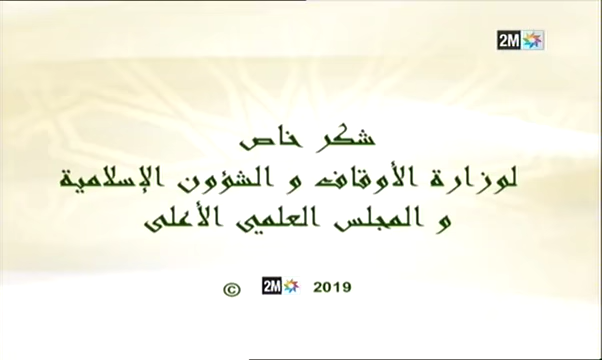 2M
شكر خاص
لوزارة الأوقاف و الشؤون الإسلامية
و المجلس العلمي الأعلى
© 2M 2019